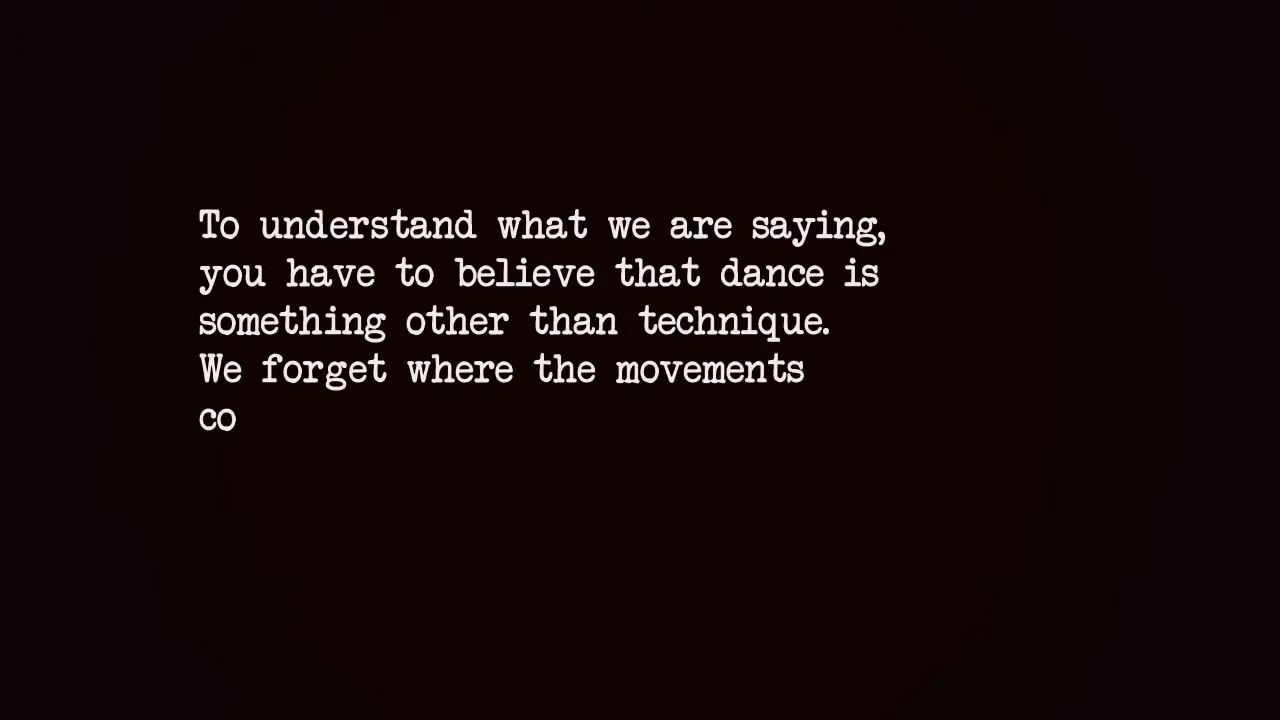 To understand what we are saying,
you have to believe that dance is
something other than technique.
We forget where the movements
co